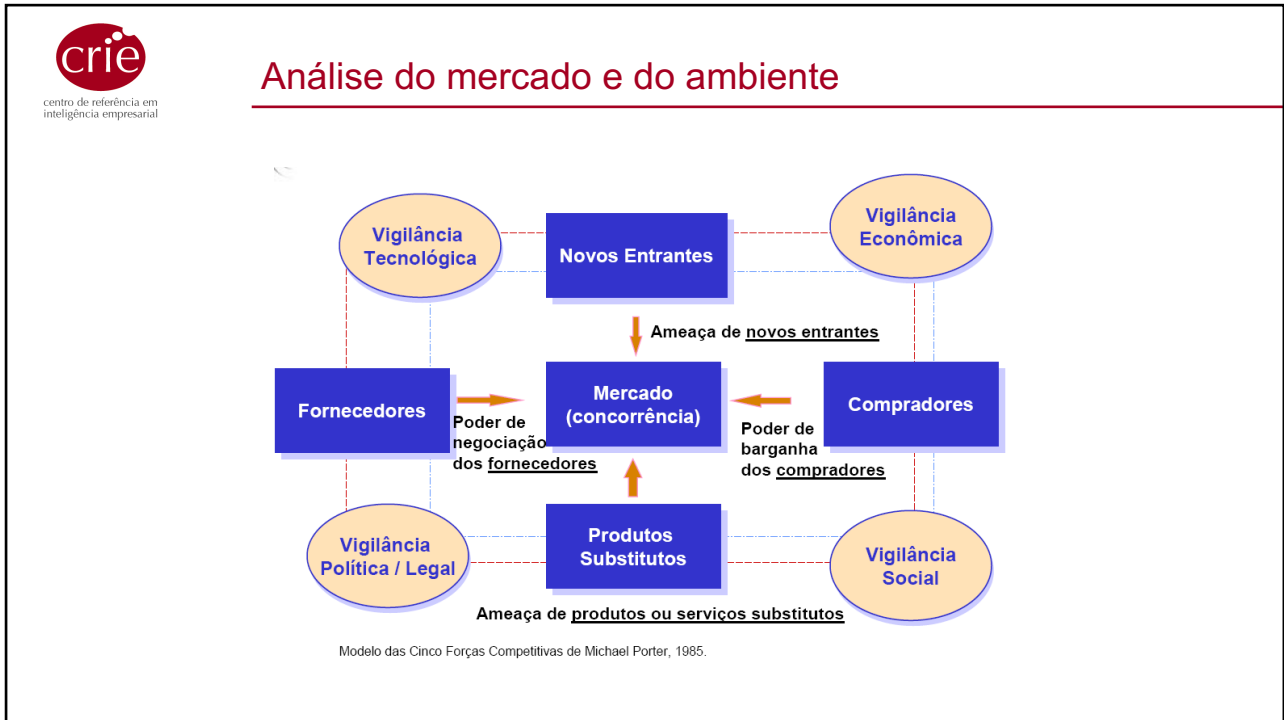 crie
centro de referência em
inteligência empresarial
Análise do mercado e do ambiente
Vigilância
Tecnológica
Novos Entrantes
Vigilância
Econômica
Ameaça de novos entrantes
Fornecedores
Mercado
(concorrência)
Compradores
Poder de
negociação
dos fornecedores
Poder de
barganha
dos compradores
Vigilância
Política / Legal
Produtos
Substitutos
Vigilância
Social
Ameaça de produtos ou serviços substitutos
Modelo das Cinco Forças Competitivas de Michael Porter, 1985.